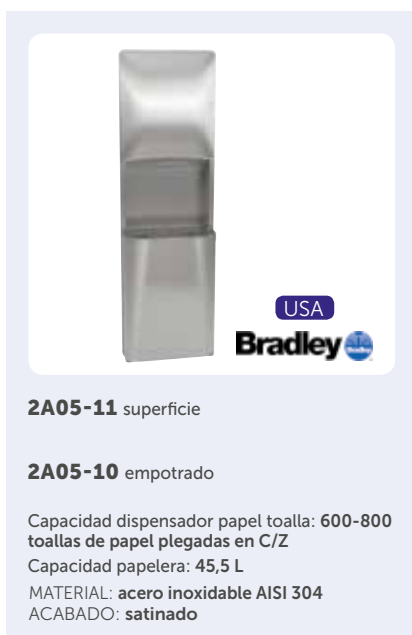 USA
Bradley
2A05-11 superficie
2A05-10 empotrado
Capacidad dispensador papel toalla: 600-800
toallas de papel plegadas en C/Z
Capacidad papelera: 45,5 L
MATERIAL: acero inoxidable AISI 304
ACABADO: satinado